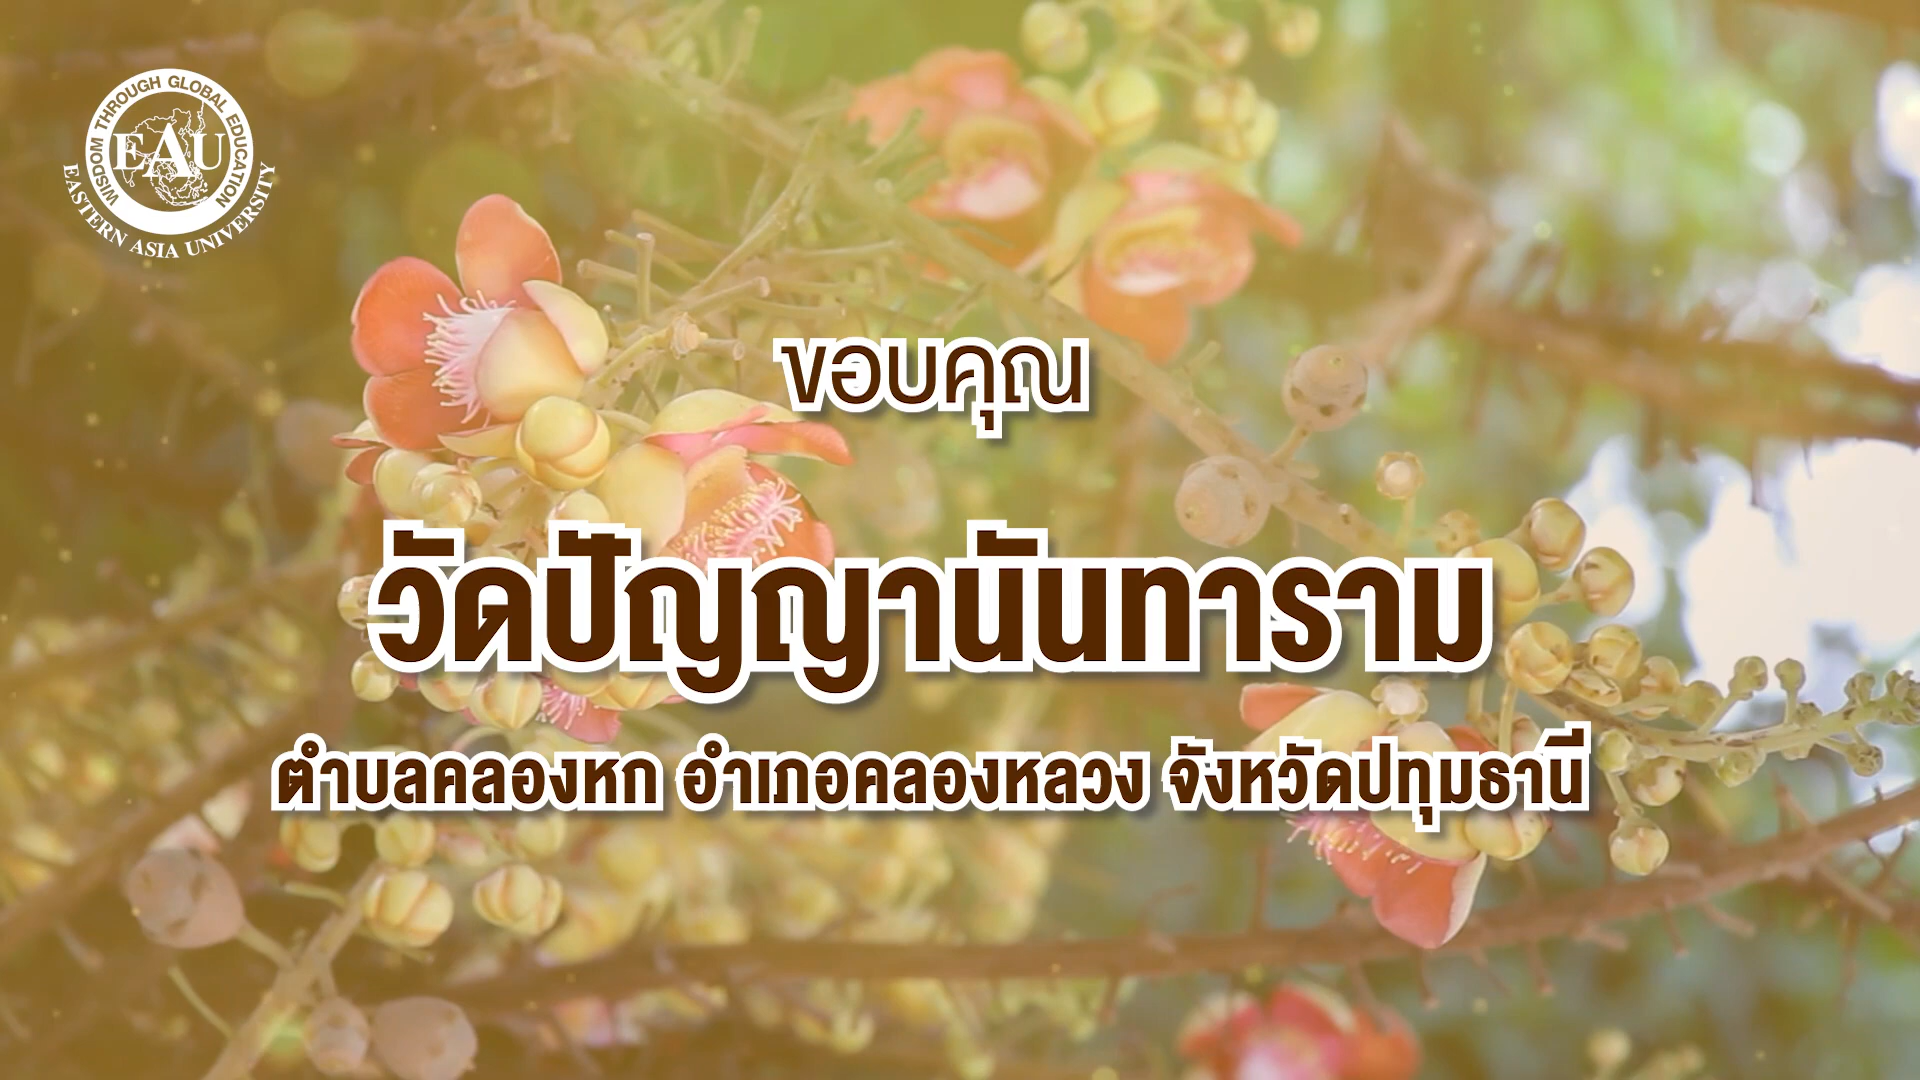 WISDOM THROUGH GLOBAL EDUCATION
EAU
EASTERN ASIA UNIVERSITY
ขอบคุณ
วัดปัญญานันทาราม
ตำบลคลองหก อำเภอคลองหลวง จังหวัดปทุมธานี